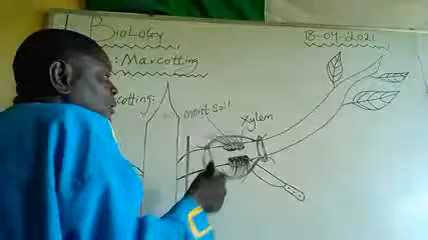 BIOLOGY
18-04-2021
: Marcotting
cotting:
moist soil
xylem